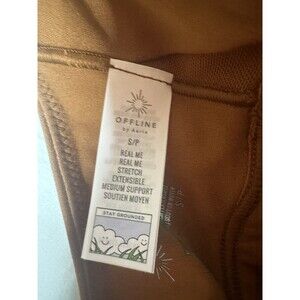 OFFLINE
by Aerie
S/P
REAL ME
REAL ME
STRETCH
EXTENSIBLE
MEDIUM SUPPORT
SOUTIEN MOYEN
STAY GROUNDED
S/P